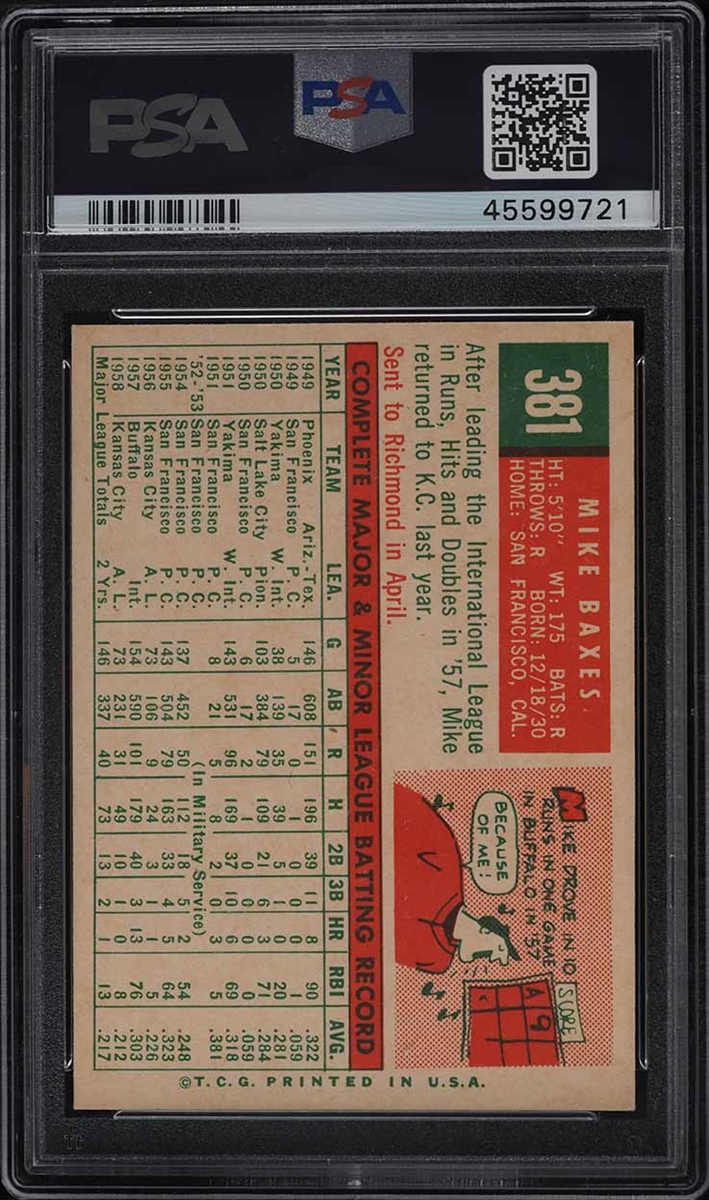 PSA
PSA
45599721
381
MIKE BAXES
HT: 5'10" WT: 175 BATS: R
THROWS: R BORN: 12/18/30
HOME: SAN FRANCISCO, CAL.
After leading the International League
in Runs, Hits and Doubles in '57, Mike
returned to K.C. last year.
Sent to Richmond in April.
MIKE DROVE IN 10
RUNS IN ONE GAME
IN BUFFALO IN '57
BECAUSE
OF ME!
SCORE
A 9
COMPLETE MAJOR & MINOR LEAGUE BATTING RECORD
YEAR TEAM LEA. G AB R H 2B 3B HR RBI AVG.
1949 Phoenix Ariz.-Tex. 146 608 151 196 39 11 8 90 .322
1949 San Francisco P. C. 5 17 0 1 1 0 0 1 .059
1950 Yakima W. Int. 38 139 35 39 5 1 0 20 .281
1950 Salt Lake City Pion. 103 384 79 109 21 6 3 71 .284
1950 San Francisco P. C. 6 17 2 1 0 0 0 0 .059
1951 Yakima W. Int. 143 531 96 169 37 10 6 69 .318
1951 San Francisco P. C. 8 21 5 8 2 0 3 5 .381
'52-'53 San Francisco P. C. (In Military Service)
1954 San Francisco P. C. 137 452 50 112 18 5 2 54 .248
1955 San Francisco P. C. 143 504 79 163 33 4 5 64 .323
1956 Kansas City A. L. 73 106 9 24 3 1 1 5 .226
1957 Buffalo Int. 154 590 101 179 40 3 13 76 .303
1958 Kansas City A. L. 73 231 31 49 10 1 0 8 .212
Major League Totals 2 Yrs. 146 337 40 73 13 2 1 13 .217
©T. C. G. PRINTED IN U.S.A.